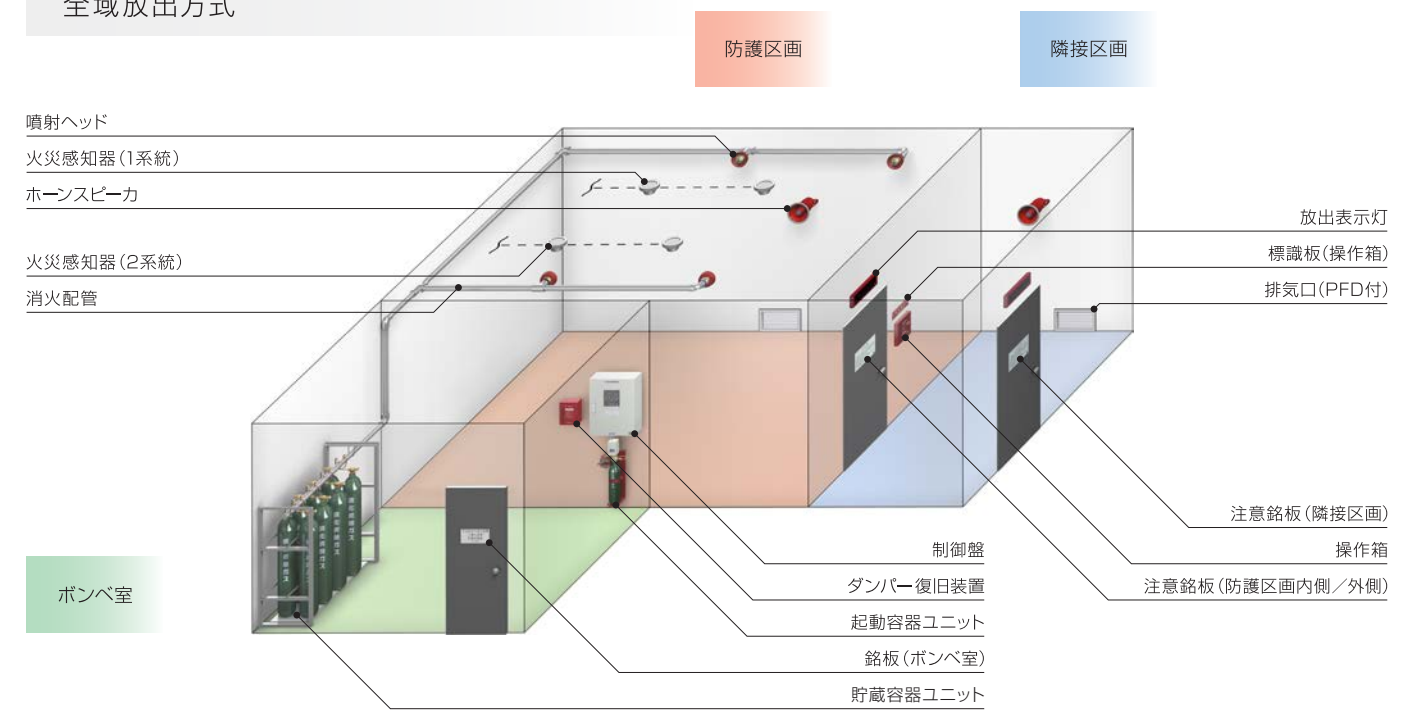 全域放出方式
防護区画
隣接区画
噴射ヘッド
火災感知器(1系統)
ホーンスピーカ
火災感知器(2系統)
消火配管
放出表示灯
標識板(操作箱)
排気口(PFD付)
注意銘板(隣接区画)
操作箱
注意銘板(防護区画内側/外側)
制御盤
ダンパー復旧装置
起動容器ユニット
銘板(ボンベ室)
貯蔵容器ユニット
ボンベ室